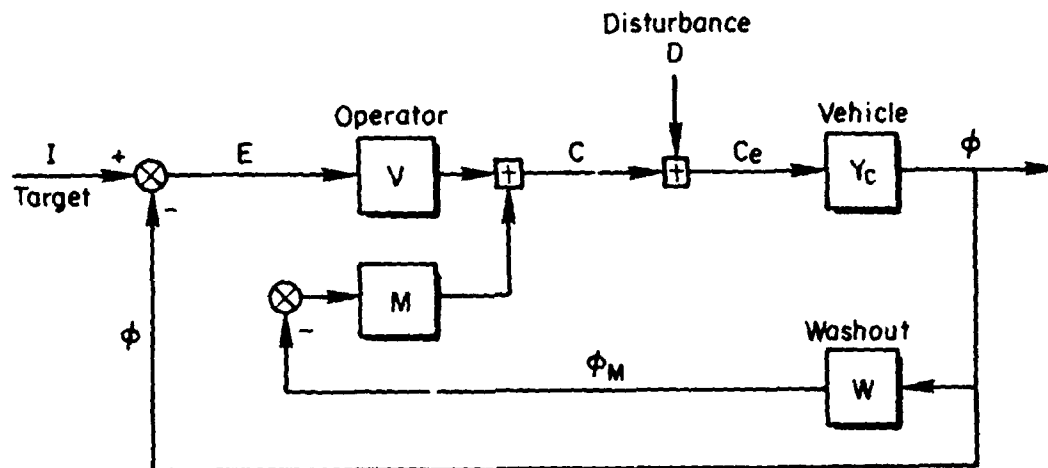 Disturbance
D
Operator
Vehicle
I
+
E
V
+
C
+
Ce
Yc
ϕ
Target
-
M
-
ϕ
ϕM
Washout
W